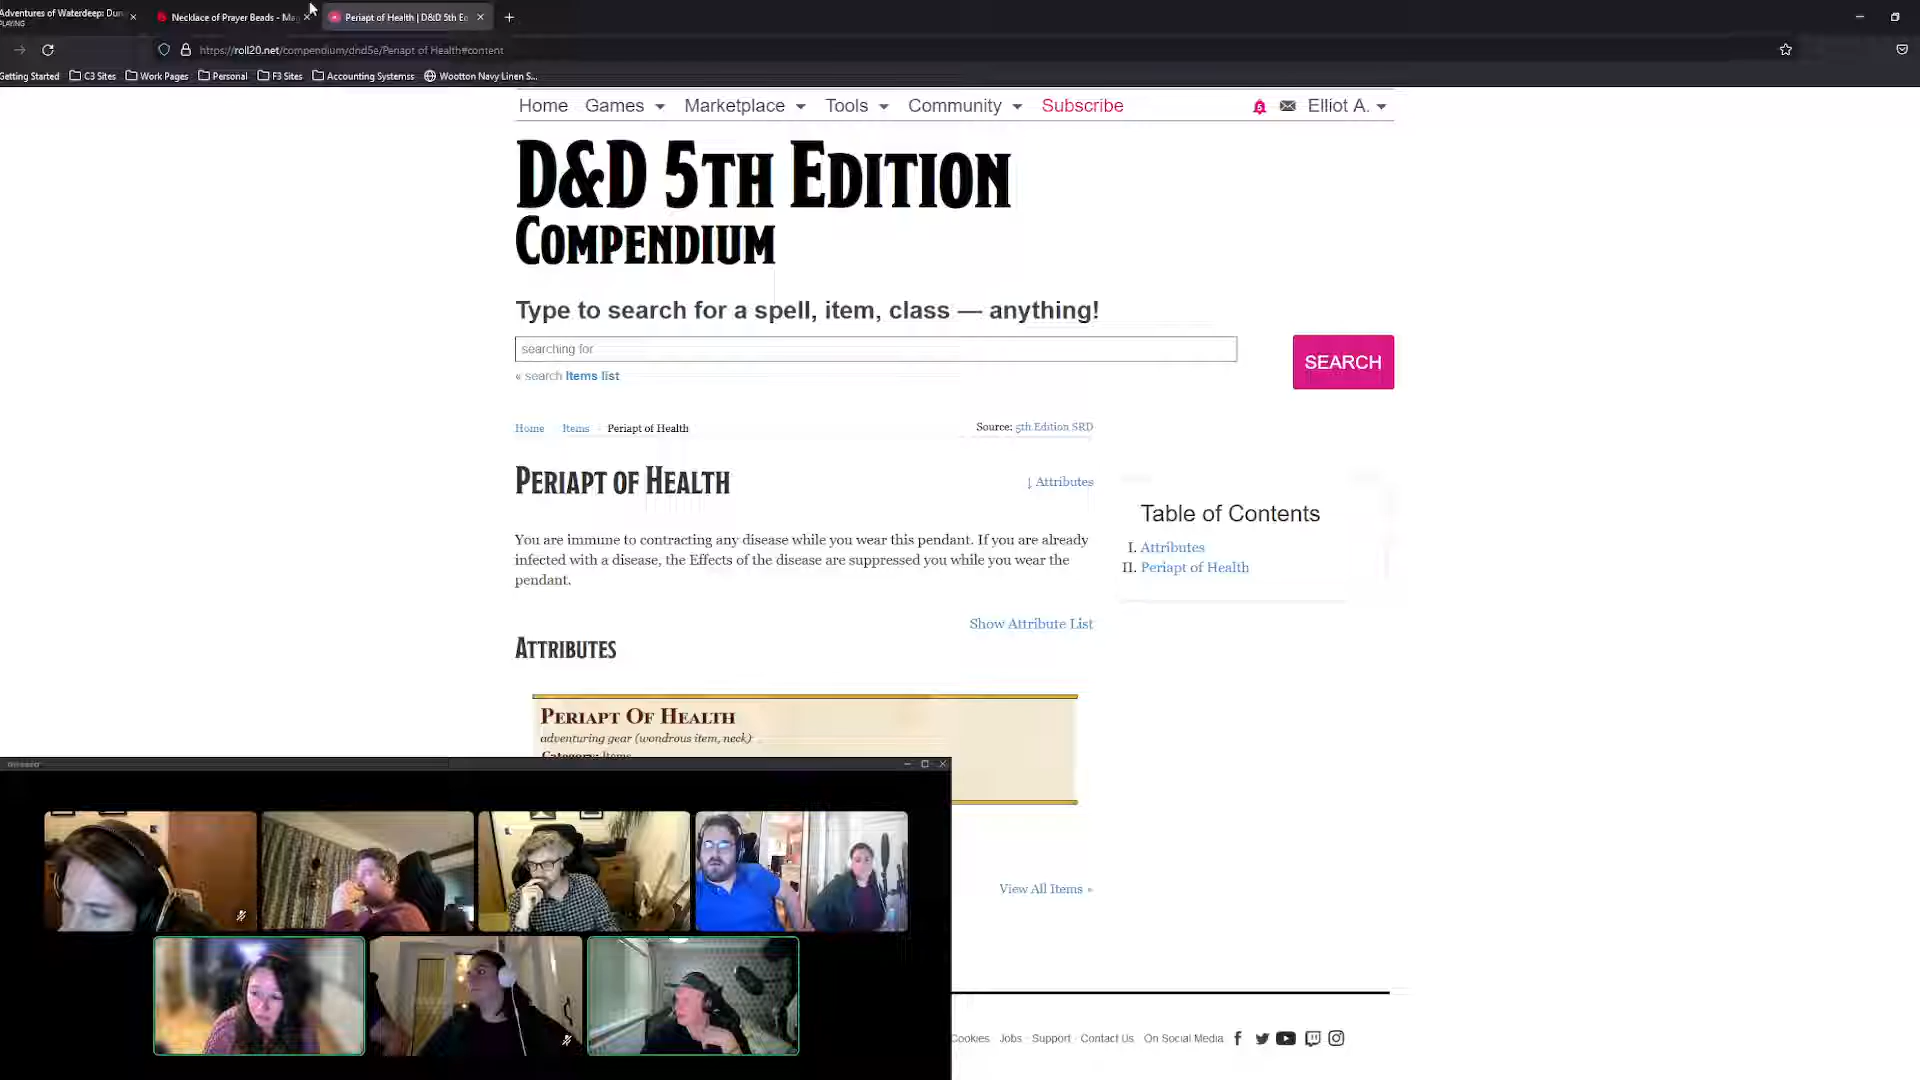 Adventures of Waterdeep: Dun
PLAYING
Necklace of Prayer Beads - Ma
Periapt of Health | D&D 5th Ed
https://roll20.net/compendium/dnd5e/Periapt of Health#content
Getting Started
C3 Sites
Work Pages
Personal
F3 Sites
Accounting Systemss
Wootton Navy Linen S...
Home Games Marketplace Tools Community Subscribe Elliot A.
D&D 5th Edition
Compendium
Type to search for a spell, item, class — anything!
searching for
SEARCH
« search Items list
Home Items Periapt of Health
Source: 5th Edition SRD
Periapt of Health
↓ Attributes
You are immune to contracting any disease while you wear this pendant. If you are already
infected with a disease, the Effects of the disease are suppressed you while you wear the
pendant.
Table of Contents
I. Attributes
II. Periapt of Health
Show Attribute List
Attributes
Periapt Of Health
adventuring gear (wondrous item, neck)
Category: Items
View All Items »
Cookies Jobs · Support · Contact Us On Social Media